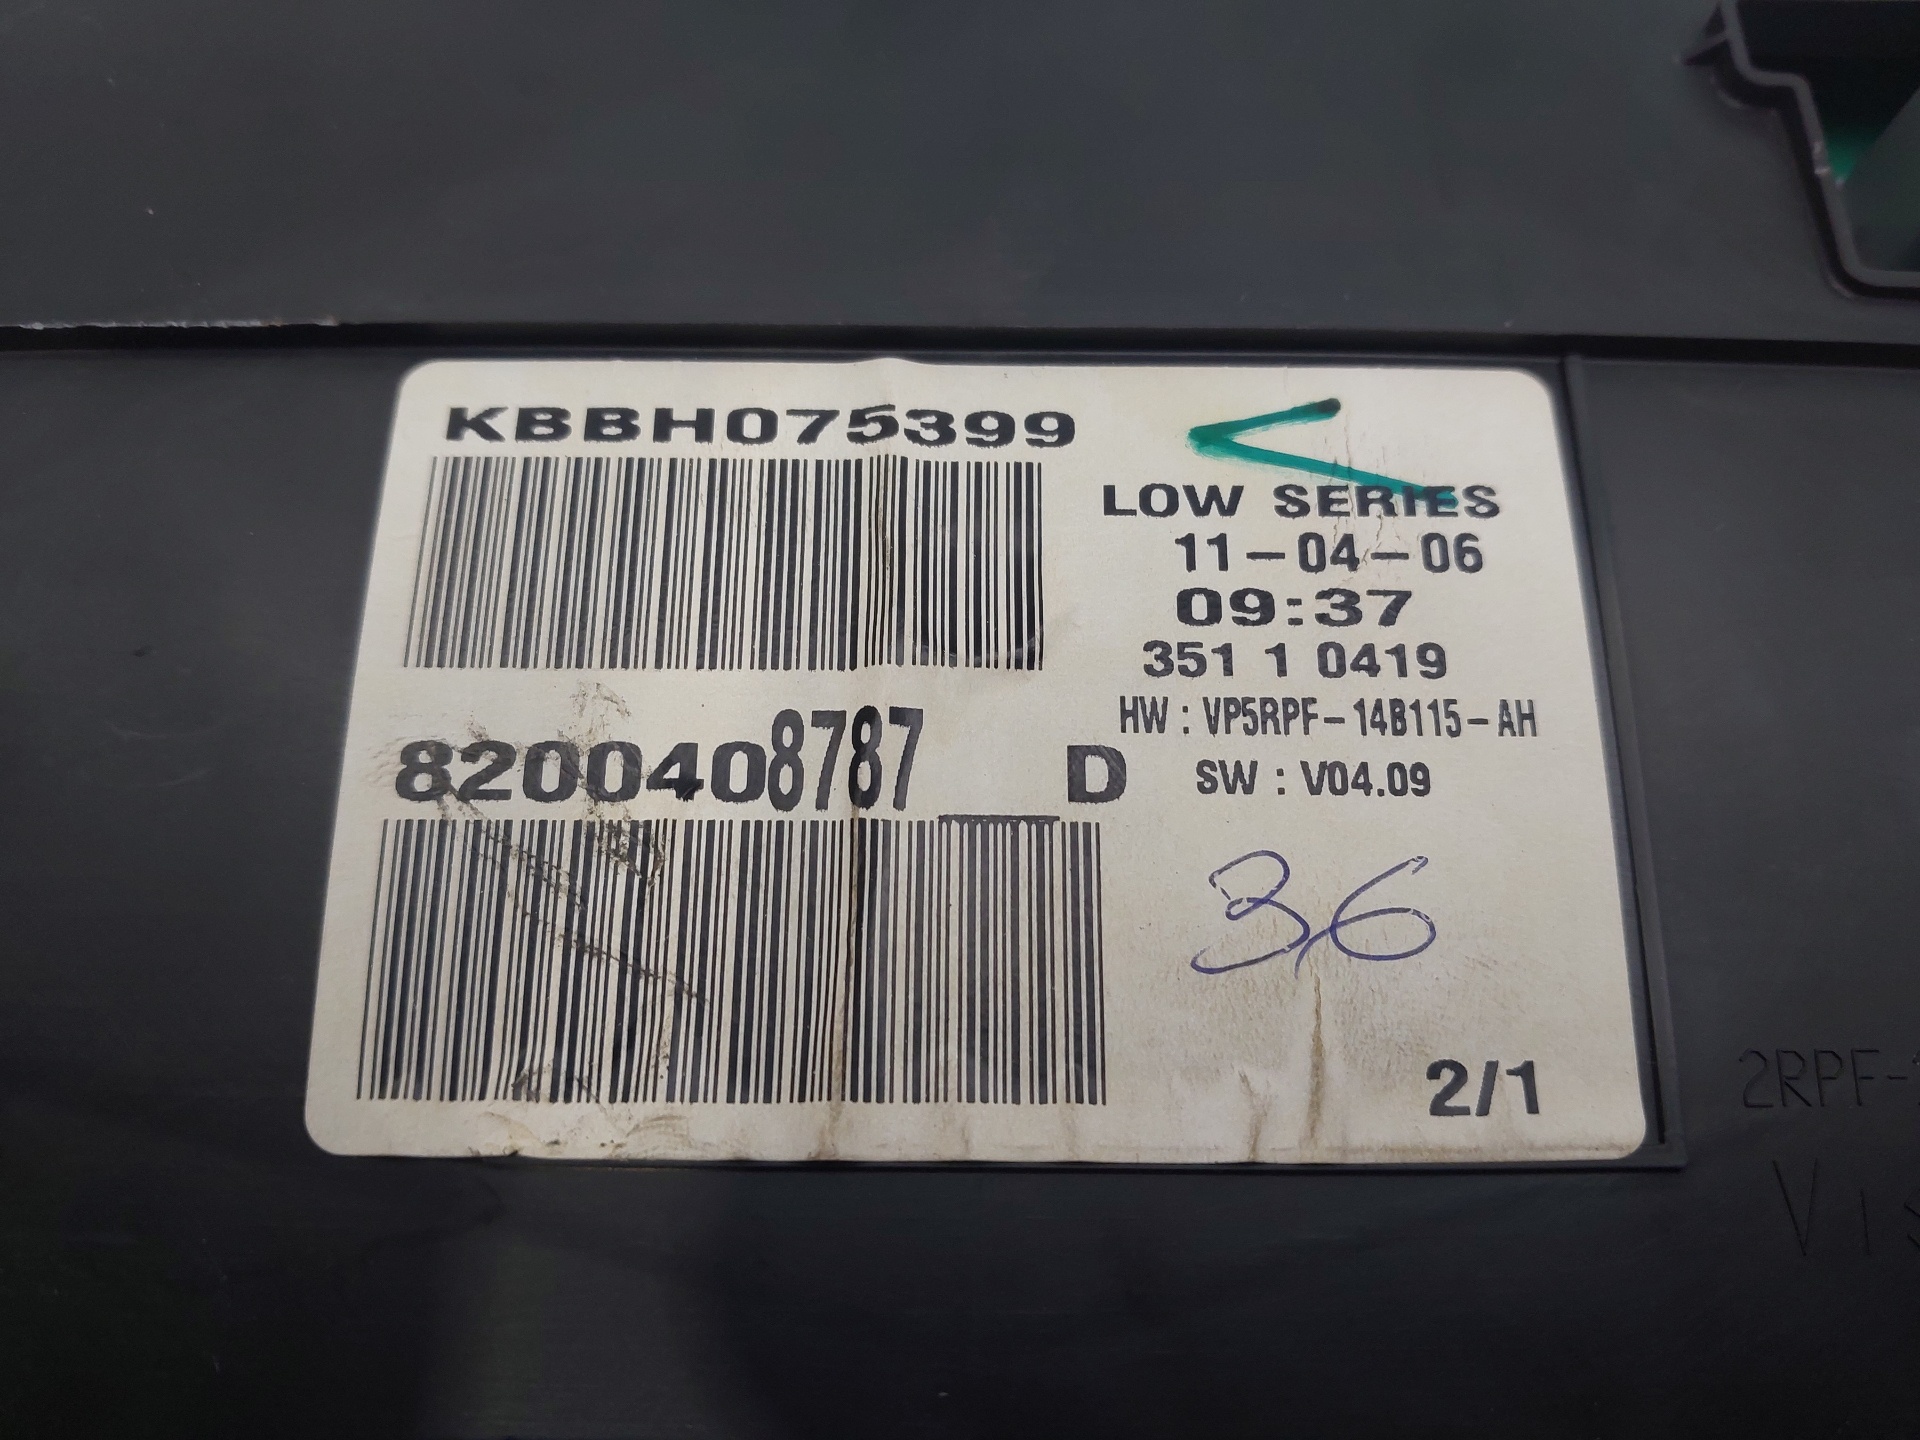 KBBH075399
LOW SERIES
11-04-06
09:37
351 1 0419
HW : VP5RPF-14B115-AH
8200408787 D
SW : V04.09
36
2/1
2RPF-
Vis